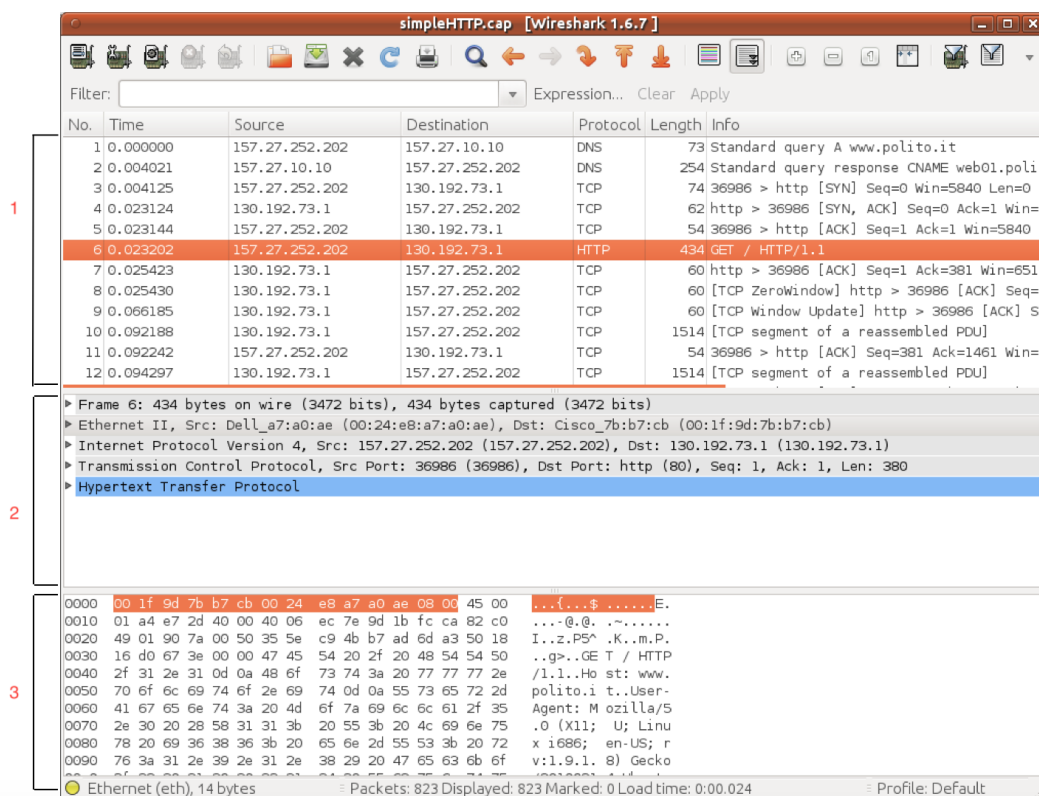 simpleHTTP.cap [Wireshark 1.6.7 ]
Filter: Expression... Clear Apply
No. Time Source Destination Protocol Length Info
1 0.000000 157.27.252.202 157.27.10.10 DNS 73 Standard query A www.polito.it
2 0.004021 157.27.10.10 157.27.252.202 DNS 254 Standard query response CNAME web01.poli
3 0.004125 157.27.252.202 130.192.73.1 TCP 74 36986 > http [SYN] Seq=0 Win=5840 Len=0
4 0.023124 130.192.73.1 157.27.252.202 TCP 62 http > 36986 [SYN, ACK] Seq=0 Ack=1 Win=
5 0.023144 157.27.252.202 130.192.73.1 TCP 54 36986 > http [ACK] Seq=1 Ack=1 Win=5840
6 0.023202 157.27.252.202 130.192.73.1 HTTP 434 GET / HTTP/1.1
7 0.025423 130.192.73.1 157.27.252.202 TCP 60 http > 36986 [ACK] Seq=1 Ack=381 Win=651
8 0.025430 130.192.73.1 157.27.252.202 TCP 60 [TCP ZeroWindow] http > 36986 [ACK] Seq=
9 0.066185 130.192.73.1 157.27.252.202 TCP 60 [TCP Window Update] http > 36986 [ACK] S
10 0.092188 130.192.73.1 157.27.252.202 TCP 1514 [TCP segment of a reassembled PDU]
11 0.092242 157.27.252.202 130.192.73.1 TCP 54 36986 > http [ACK] Seq=381 Ack=1461 Win=
12 0.094297 130.192.73.1 157.27.252.202 TCP 1514 [TCP segment of a reassembled PDU]
1
Frame 6: 434 bytes on wire (3472 bits), 434 bytes captured (3472 bits)
Ethernet II, Src: Dell_a7:a0:ae (00:24:e8:a7:a0:ae), Dst: Cisco_7b:b7:cb (00:1f:9d:7b:b7:cb)
Internet Protocol Version 4, Src: 157.27.252.202 (157.27.252.202), Dst: 130.192.73.1 (130.192.73.1)
Transmission Control Protocol, Src Port: 36986 (36986), Dst Port: http (80), Seq: 1, Ack: 1, Len: 380
Hypertext Transfer Protocol
2
0000 00 1f 9d 7b b7 cb 00 24 e8 a7 a0 ae 08 00 45 00 ...{...$ ......E.
0010 01 a4 e7 2d 40 00 40 06 ec 7e 9d 1b fc ca 82 c0 ...-@.@. .~......
0020 49 01 90 7a 00 50 35 5e c9 4b b7 ad 6d a3 50 18 I..z.P5^ .K..m.P.
0030 16 d0 67 3e 00 00 47 45 54 20 2f 20 48 54 54 50 ..g>..GE T / HTTP
0040 2f 31 2e 31 0d 0a 48 6f 73 74 3a 20 77 77 77 2e /1.1..Ho st: www.
0050 70 6f 6c 69 74 6f 2e 69 74 0d 0a 55 73 65 72 2d polito.i t..User-
0060 41 67 65 6e 74 3a 20 4d 6f 7a 69 6c 6c 61 2f 35 Agent: M ozilla/5
0070 2e 30 20 28 58 31 31 3b 20 55 3b 20 4c 69 6e 75 .0 (X11; U; Linu
0080 78 20 69 36 38 36 3b 20 65 6e 2d 55 53 3b 20 72 x i686; en-US; r
0090 76 3a 31 2e 39 2e 31 2e 38 29 20 47 65 63 6b 6f v:1.9.1. 8) Gecko
3
Ethernet (eth), 14 bytes Packets: 823 Displayed: 823 Marked: 0 Load time: 0:00.024 Profile: Default